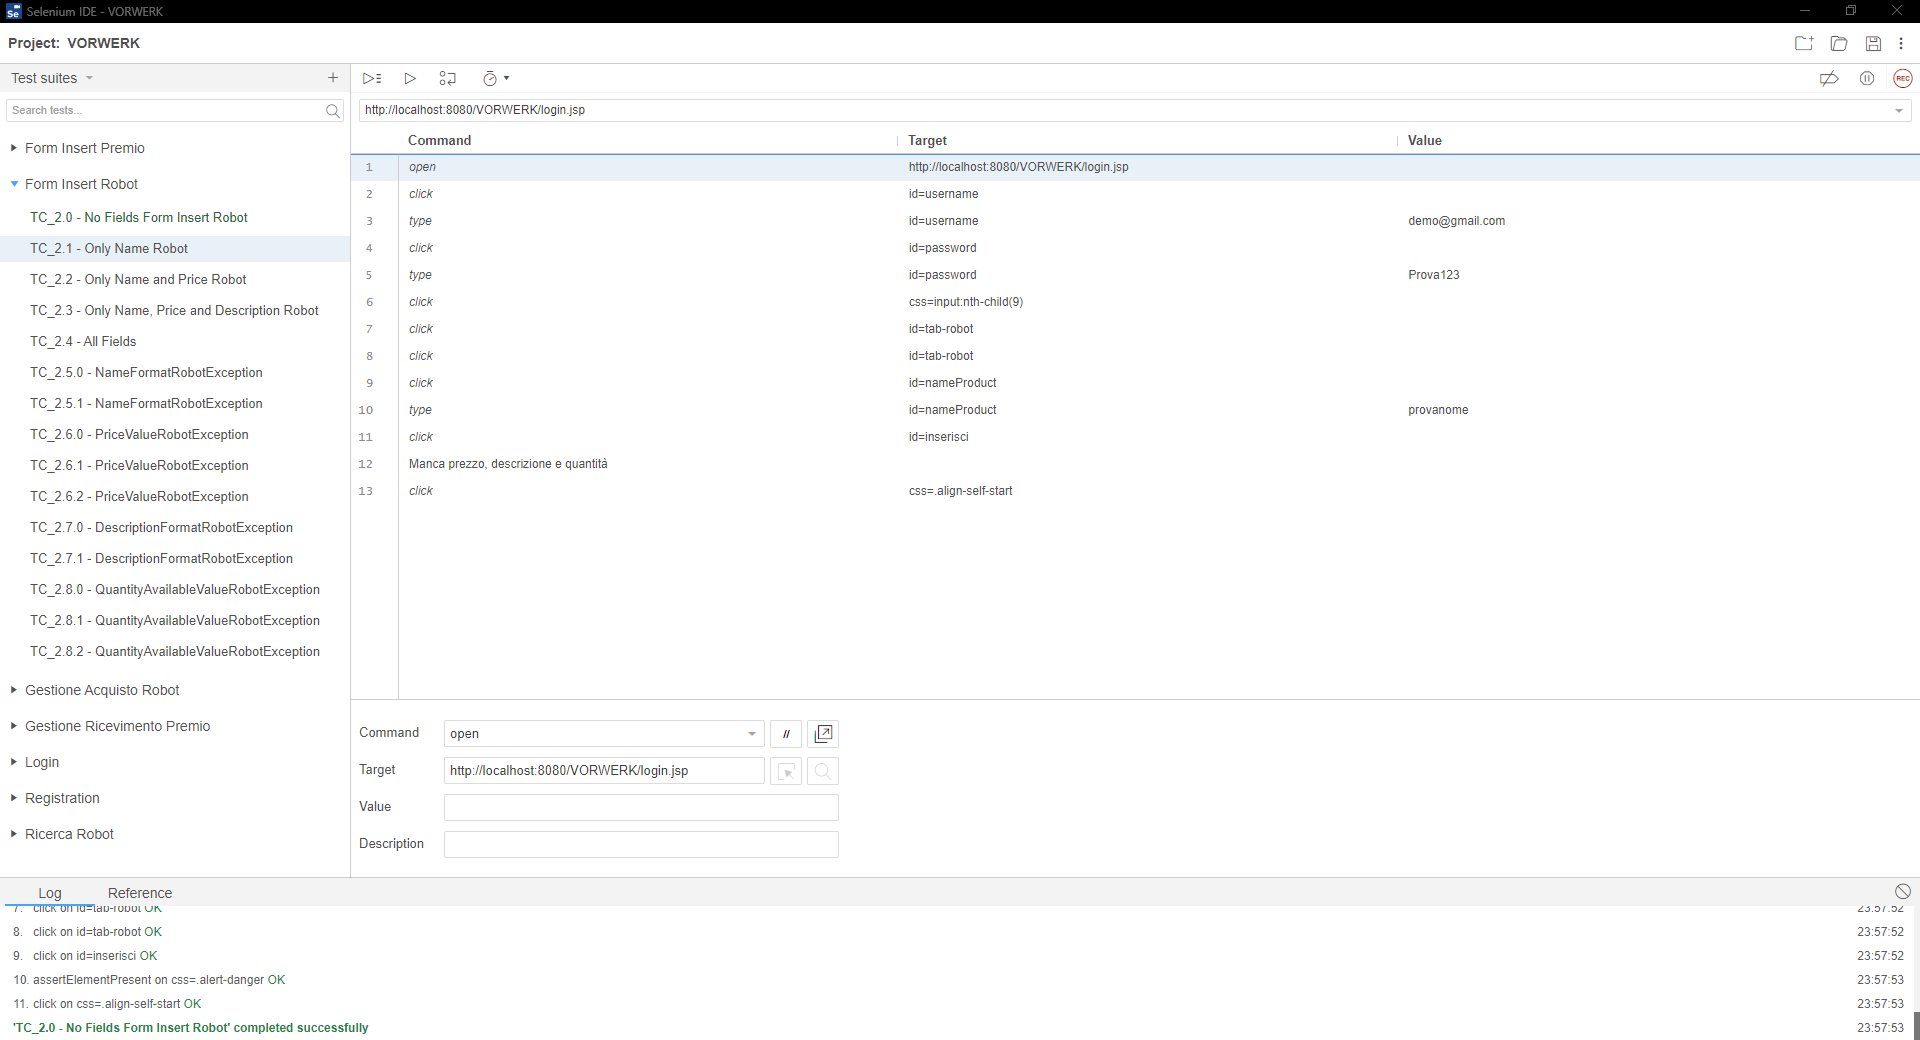 Selenium IDE - VORWERK
Project: VORWERK
Test suites
Search tests...
Form Insert Premio
Form Insert Robot
TC_2.0 - No Fields Form Insert Robot
TC_2.1 - Only Name Robot
TC_2.2 - Only Name and Price Robot
TC_2.3 - Only Name, Price and Description Robot
TC_2.4 - All Fields
TC_2.5.0 - NameFormatRobotException
TC_2.5.1 - NameFormatRobotException
TC_2.6.0 - PriceValueRobotException
TC_2.6.1 - PriceValueRobotException
TC_2.6.2 - PriceValueRobotException
TC_2.7.0 - DescriptionFormatRobotException
TC_2.7.1 - DescriptionFormatRobotException
TC_2.8.0 - QuantityAvailableValueRobotException
TC_2.8.1 - QuantityAvailableValueRobotException
TC_2.8.2 - QuantityAvailableValueRobotException
Gestione Acquisto Robot
Gestione Ricevimento Premio
Login
Registration
Ricerca Robot
REC
http://localhost:8080/VORWERK/login.jsp
Command Target Value
1 open http://localhost:8080/VORWERK/login.jsp
2 click id=username
3 type id=username demo@gmail.com
4 click id=password
5 type id=password Prova123
6 click css=input:nth-child(9)
7 click id=tab-robot
8 click id=tab-robot
9 click id=nameProduct
10 type id=nameProduct provanome
11 click id=inserisci
12 Manca prezzo, descrizione e quantità
13 click css=.align-self-start
Command open //
Target http://localhost:8080/VORWERK/login.jsp
Value
Description
Log Reference
7. click on id=tab-robot OK 23:57:52
8. click on id=tab-robot OK 23:57:52
9. click on id=inserisci OK 23:57:52
10. assertElementPresent on css=.alert-danger OK 23:57:53
11. click on css=.align-self-start OK 23:57:53
'TC_2.0 - No Fields Form Insert Robot' completed successfully 23:57:53